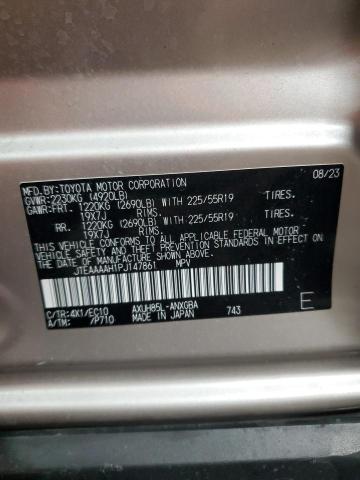 MFD.BY:TOYOTA MOTOR CORPORATION 08/23
GVWR:2230KG (4920LB)
GAWR:FRT. 1220KG (2690LB) WITH 225/55R19 TIRES,
19X7J RIMS.
RR. 1220KG (2690LB) WITH 225/55R19 TIRES,
19X7J RIMS.
THIS VEHICLE CONFORMS TO ALL APPLICABLE FEDERAL MOTOR
VEHICLE SAFETY AND THEFT PREVENTION STANDARDS IN EFFECT
ON THE DATE OF MANUFACTURE SHOWN ABOVE.
JTEAAAAH1PJ147861 MPV
C/TR:4X1/EC10 AXUH85L-ANXGBA
A/TM: /P710 MADE IN JAPAN 743
E